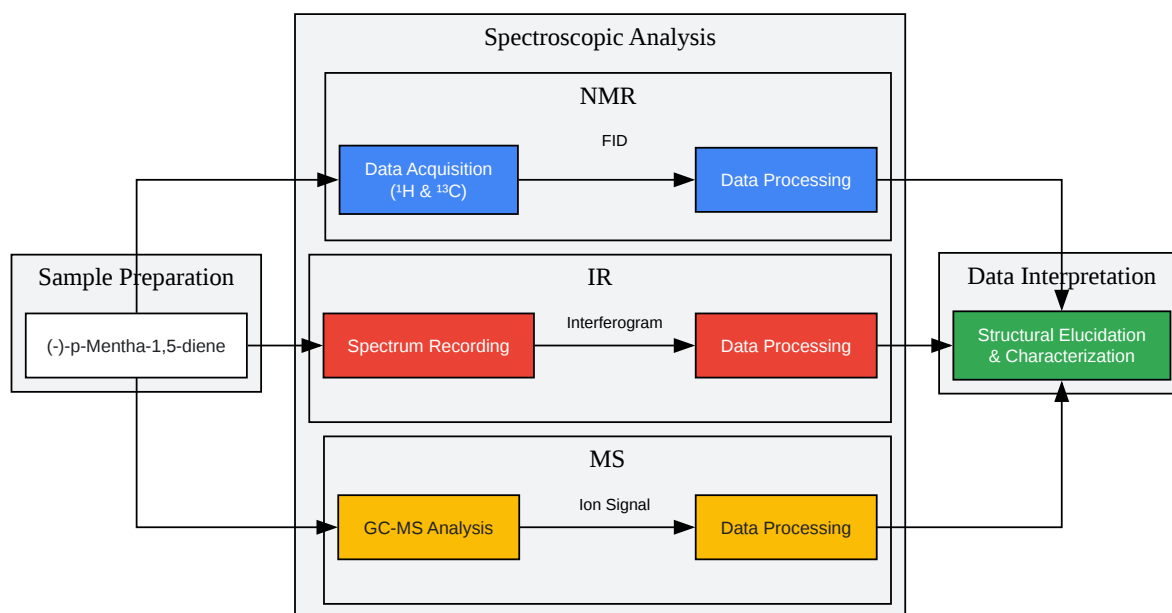 Spectroscopic Analysis
NMR
FID
Data Acquisition
(¹H & ¹³C)
Data Processing
Sample Preparation
(-)-p-Mentha-1,5-diene
IR
Interferogram
Spectrum Recording
Data Processing
Data Interpretation
Structural Elucidation
& Characterization
MS
Ion Signal
GC-MS Analysis
Data Processing